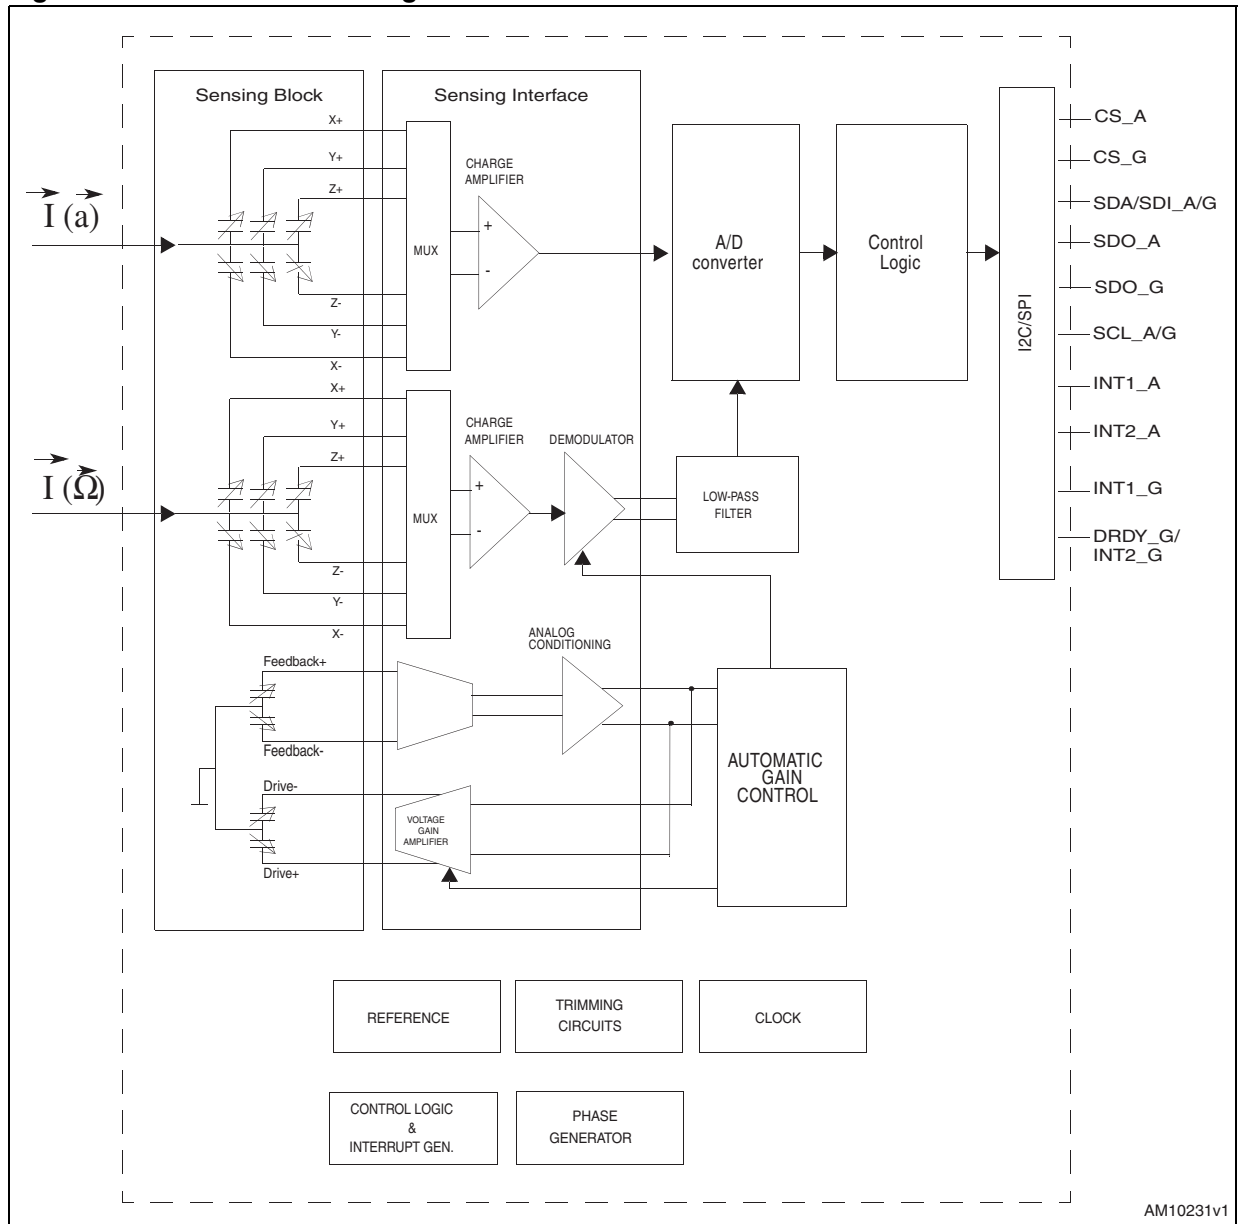 Sensing Block
Sensing Interface
X+
Y+
Z+
I (a)
MUX
CHARGE
AMPLIFIER
+
-
Z-
Y-
X-
A/D
converter
Control
Logic
I2C/SPI
CS_A
CS_G
SDA/SDI_A/G
SDO_A
SDO_G
SCL_A/G
INT1_A
INT2_A
INT1_G
DRDY_G/
INT2_G
X+
Y+
Z+
I (Ω)
MUX
CHARGE
AMPLIFIER
+
-
DEMODULATOR
LOW-PASS
FILTER
Z-
Y-
X-
Feedback+
Feedback-
ANALOG
CONDITIONING
Drive-
VOLTAGE
GAIN
AMPLIFIER
Drive+
AUTOMATIC
GAIN
CONTROL
REFERENCE
TRIMMING
CIRCUITS
CLOCK
CONTROL LOGIC
&
INTERRUPT GEN.
PHASE
GENERATOR
AM10231v1